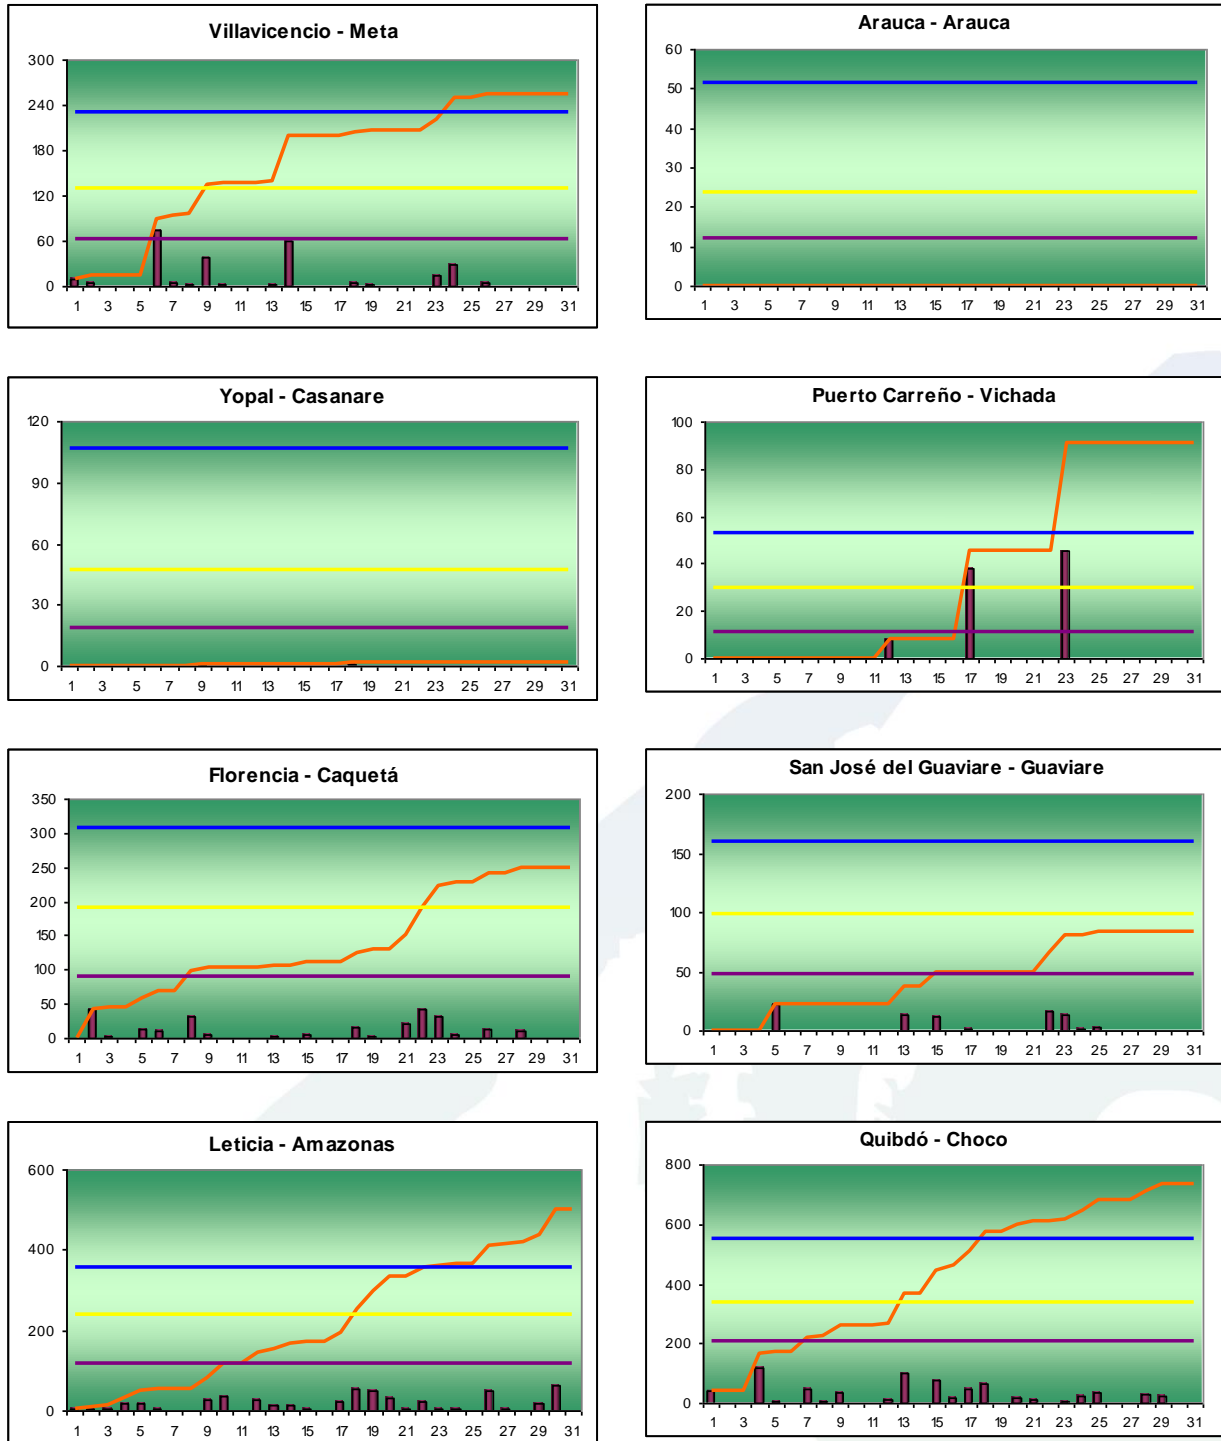 Villavicencio - Meta
300
240
180
120
60
0
1 3 5 7 9 11 13 15 17 19 21 23 25 27 29 31
Arauca - Arauca
60
50
40
30
20
10
0
1 3 5 7 9 11 13 15 17 19 21 23 25 27 29 31
Yopal - Casanare
120
90
60
30
0
1 3 5 7 9 11 13 15 17 19 21 23 25 27 29 31
Puerto Carreño - Vichada
100
80
60
40
20
0
1 3 5 7 9 11 13 15 17 19 21 23 25 27 29 31
Florencia - Caquetá
350
300
250
200
150
100
50
0
1 3 5 7 9 11 13 15 17 19 21 23 25 27 29 31
San José del Guaviare - Guaviare
200
150
100
50
0
1 3 5 7 9 11 13 15 17 19 21 23 25 27 29 31
Leticia - Amazonas
600
400
200
0
1 3 5 7 9 11 13 15 17 19 21 23 25 27 29 31
Quibdó - Choco
800
600
400
200
0
1 3 5 7 9 11 13 15 17 19 21 23 25 27 29 31